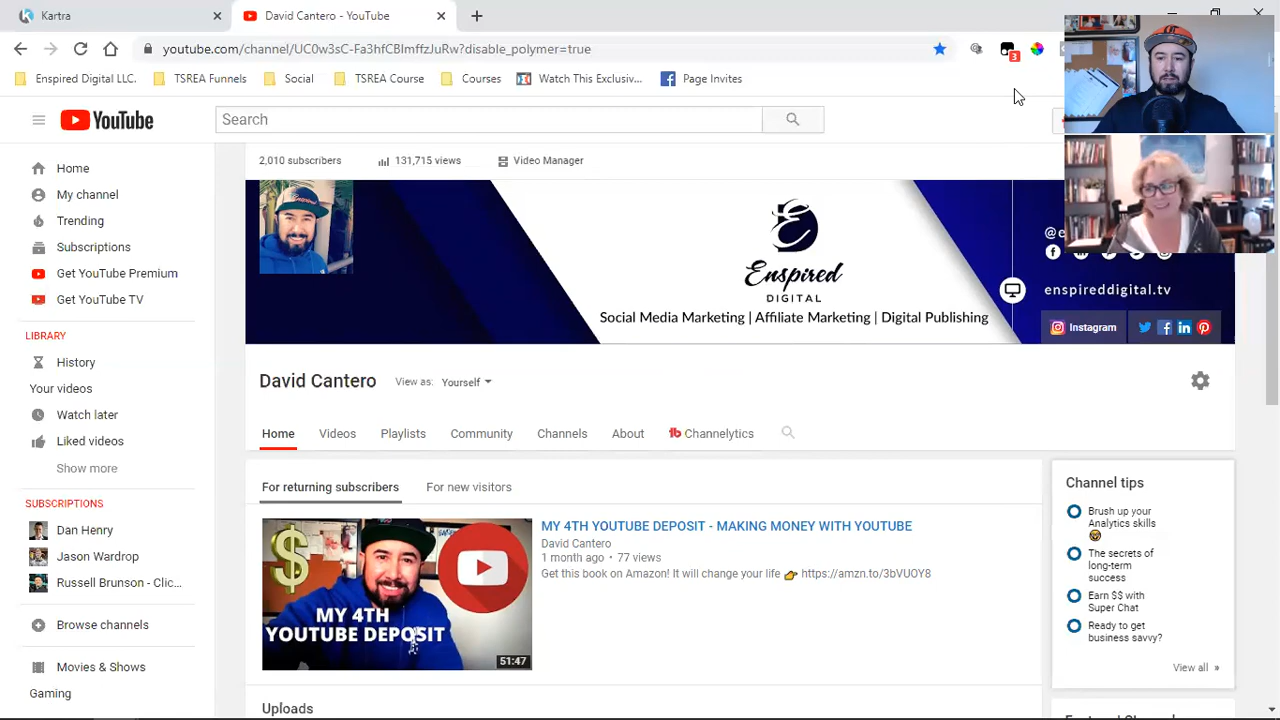 Kartra
David Cantero - YouTube
youtube.com/channel/UC0w3sC-Fa3hfCBlmffzJuRw?disable_polymer=true
3
Enspired Digital LLC.
TSREA Funnels
Social
TSREA Course
Courses
Watch This Exclusiv...
Page Invites
YouTube
Search
Home
My channel
Trending
Subscriptions
Get YouTube Premium
Get YouTube TV
LIBRARY
History
Your videos
Watch later
Liked videos
Show more
SUBSCRIPTIONS
Dan Henry
Jason Wardrop
Russell Brunson - Clic...
Browse channels
Movies & Shows
Gaming
2,010 subscribers
131,715 views
Video Manager
Enspired
DIGITAL
Social Media Marketing | Affiliate Marketing | Digital Publishing
enspireddigital.tv
Instagram
David Cantero
View as: Yourself
Home
Videos
Playlists
Community
Channels
About
Channelytics
For returning subscribers
For new visitors
MY 4TH
YOUTUBE DEPOSIT
51:47
MY 4TH YOUTUBE DEPOSIT - MAKING MONEY WITH YOUTUBE
David Cantero
1 month ago • 77 views
Get this book on Amazon! It will change your life 👉 https://amzn.to/3bVUOY8
Uploads
Channel tips
Brush up your
Analytics skills
🤓
The secrets of
long-term
success
Earn $$ with
Super Chat
Ready to get
business savvy?
View all »